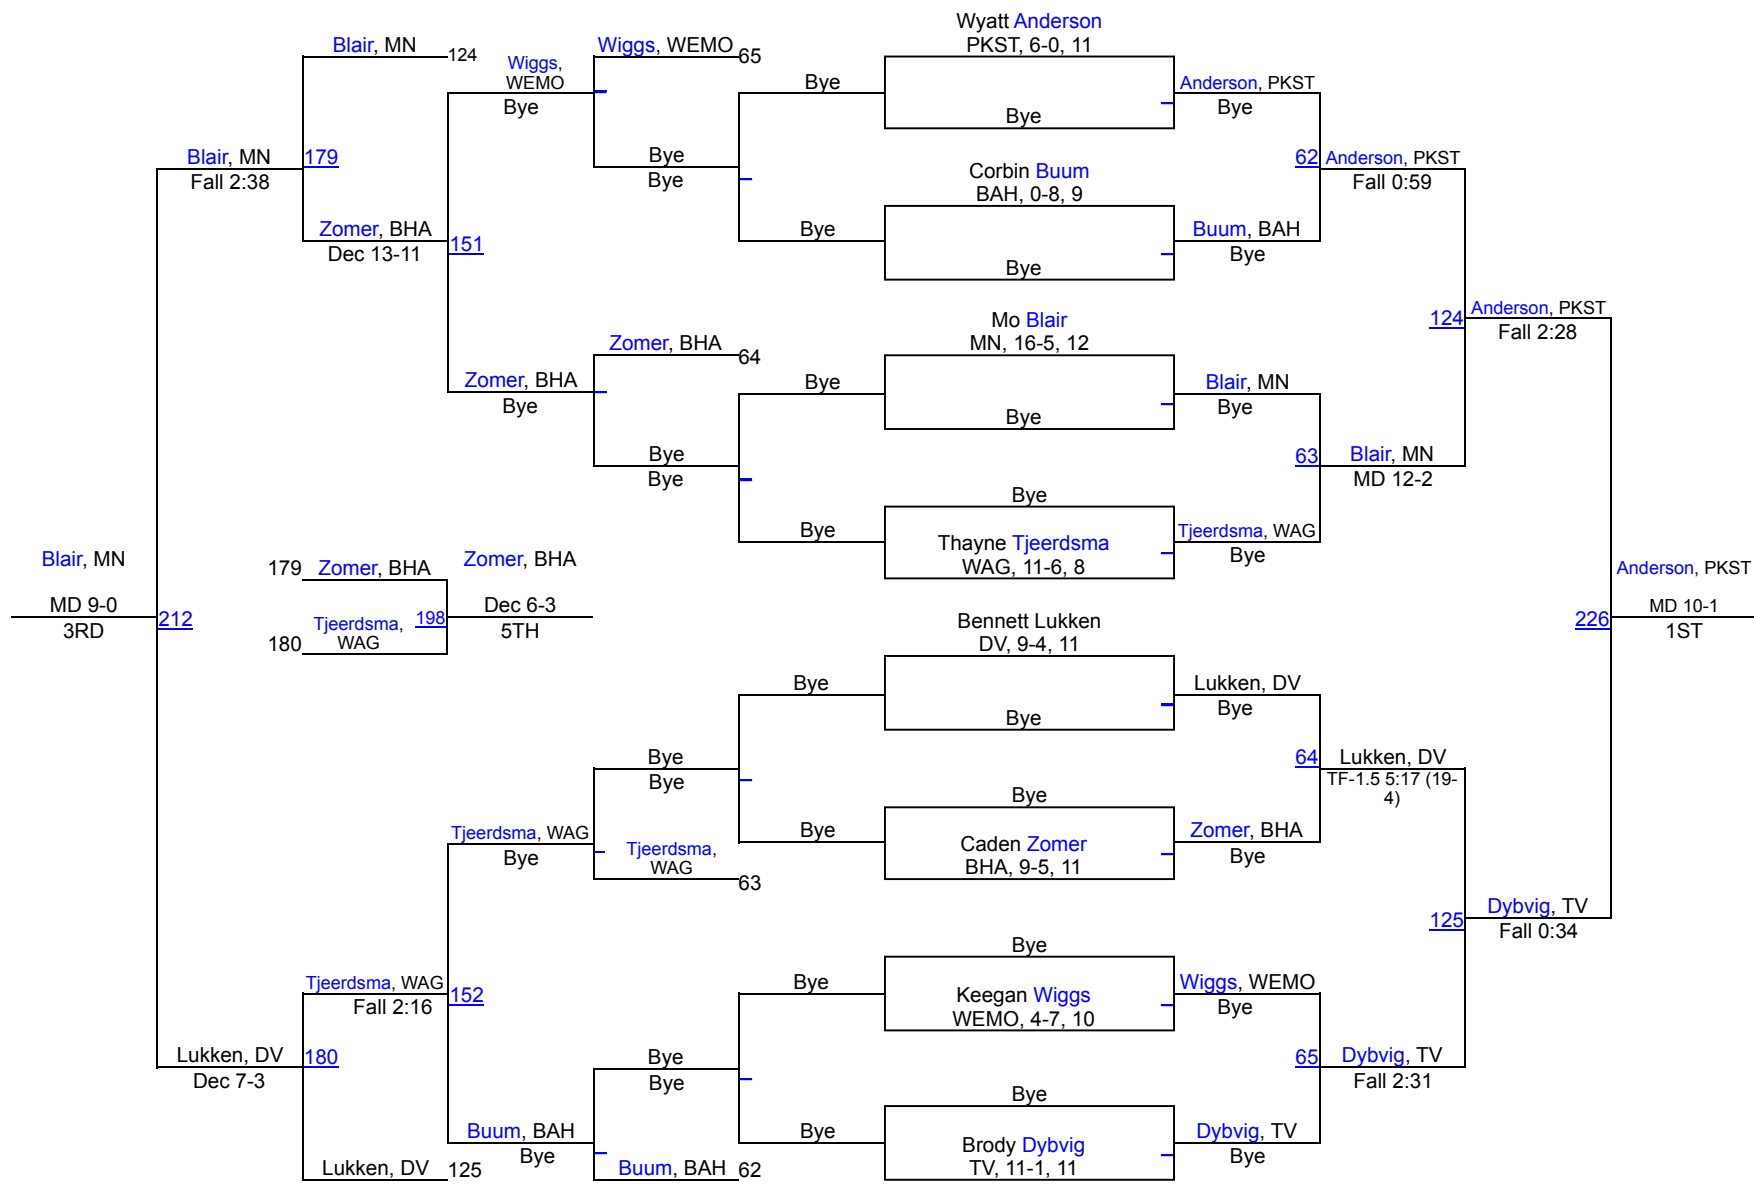 Wyatt Anderson
PKST, 6-0, 11
Blair, MN
124
Wiggs, WEMO
65
Wiggs,
WEMO
Bye
Bye
Anderson, PKST
Bye
Bye
Blair, MN
179
Fall 2:38
Bye
Bye
Corbin Buum
BAH, 0-8, 9
62
Anderson, PKST
Fall 0:59
Zomer, BHA
Dec 13-11
151
Bye
Buum, BAH
Bye
Bye
Mo Blair
MN, 16-5, 12
124
Anderson, PKST
Fall 2:28
Zomer, BHA
64
Zomer, BHA
Bye
Bye
Blair, MN
Bye
Bye
Bye
Bye
63
Blair, MN
MD 12-2
Bye
Bye
Thayne Tjeerdsma
WAG, 11-6, 8
Tjeerdsma, WAG
Bye
Blair, MN
MD 9-0
3RD
212
179
Zomer, BHA
Zomer, BHA
Tjeerdsma,
WAG
180
198
Dec 6-3
5TH
Anderson, PKST
226
MD 10-1
1ST
Bennett Lukken
DV, 9-4, 11
Bye
Lukken, DV
Bye
Bye
Bye
Bye
64
Lukken, DV
TF-1.5 5:17 (19-
4)
Bye
Tjeerdsma, WAG
Bye
Tjeerdsma,
WAG
63
Bye
Caden Zomer
BHA, 9-5, 11
Zomer, BHA
Bye
125
Dybvig, TV
Fall 0:34
Bye
Tjeerdsma, WAG
Fall 2:16
152
Bye
Keegan Wiggs
WEMO, 4-7, 10
Wiggs, WEMO
Bye
Lukken, DV
180
Dec 7-3
Bye
Bye
65
Dybvig, TV
Fall 2:31
Bye
Buum, BAH
Bye
Bye
Brody Dybvig
TV, 11-1, 11
Dybvig, TV
Bye
Lukken, DV
125
Buum, BAH
62